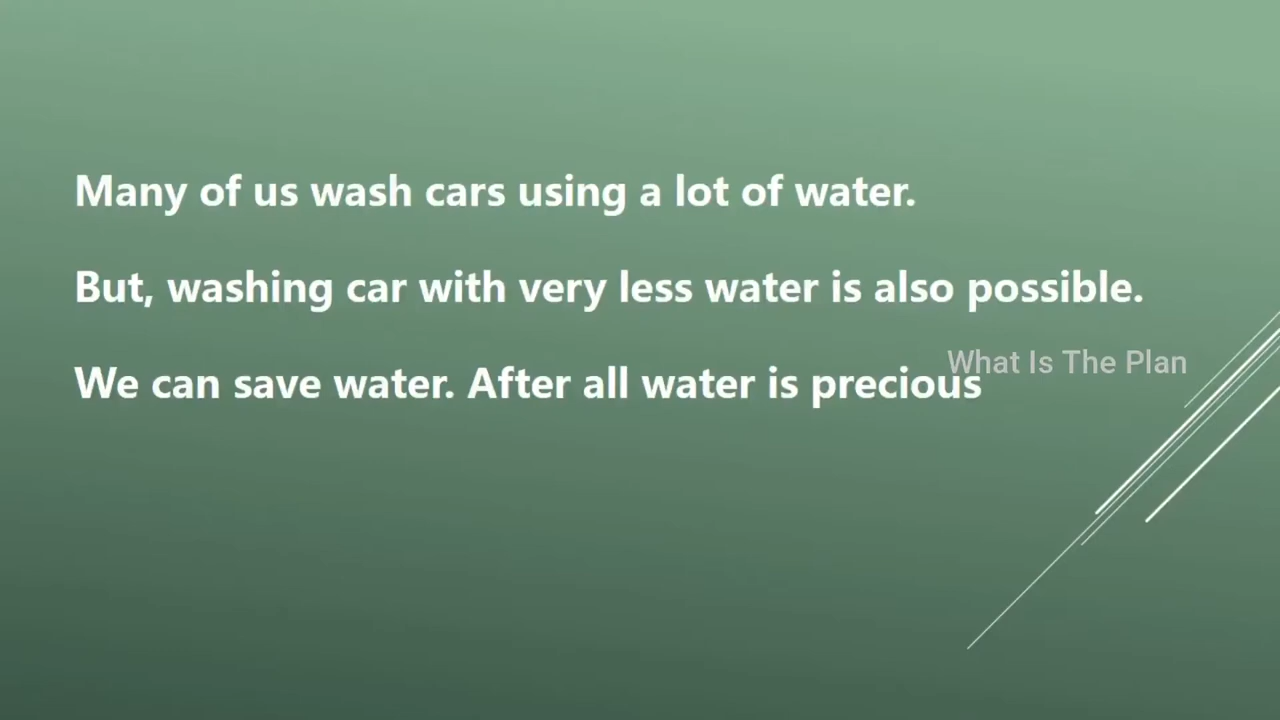 Many of us wash cars using a lot of water.
But, washing car with very less water is also possible.
What Is The Plan
We can save water. After all water is precious